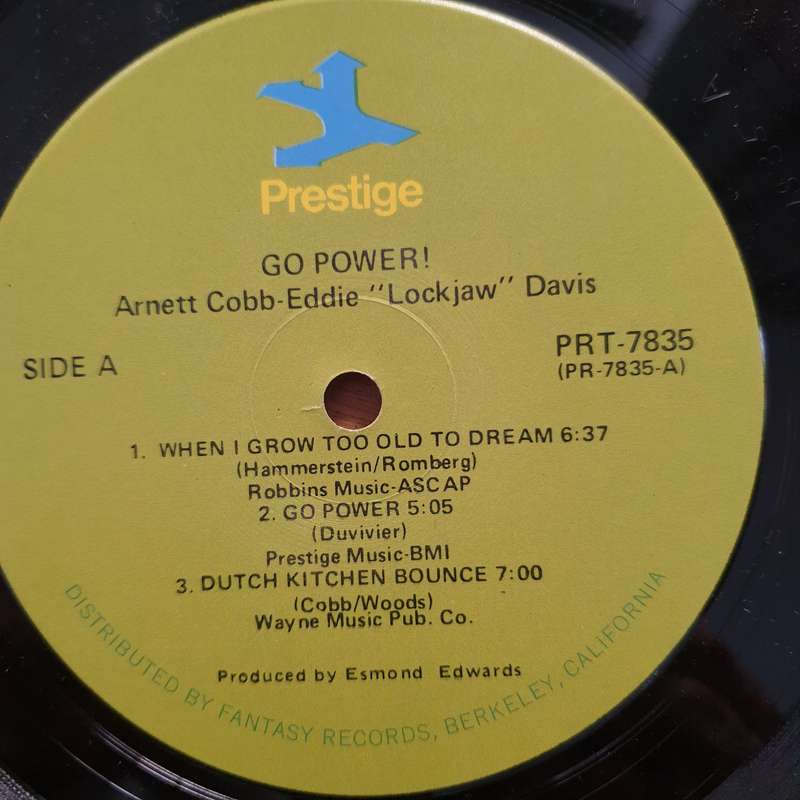 Prestige
GO POWER!
Arnett Cobb-Eddie "Lockjaw" Davis
SIDE A
PRT-7835
(PR-7835-A)
1. WHEN I GROW TOO OLD TO DREAM 6:37
(Hammerstein/Romberg)
Robbins Music-ASCAP
2. GO POWER 5:05
(Duvivier)
Prestige Music-BMI
3. DUTCH KITCHEN BOUNCE 7:00
(Cobb/Woods)
Wayne Music Pub. Co.
Produced by Esmond Edwards
DISTRIBUTED BY FANTASY RECORDS, BERKELEY, CALIFORNIA